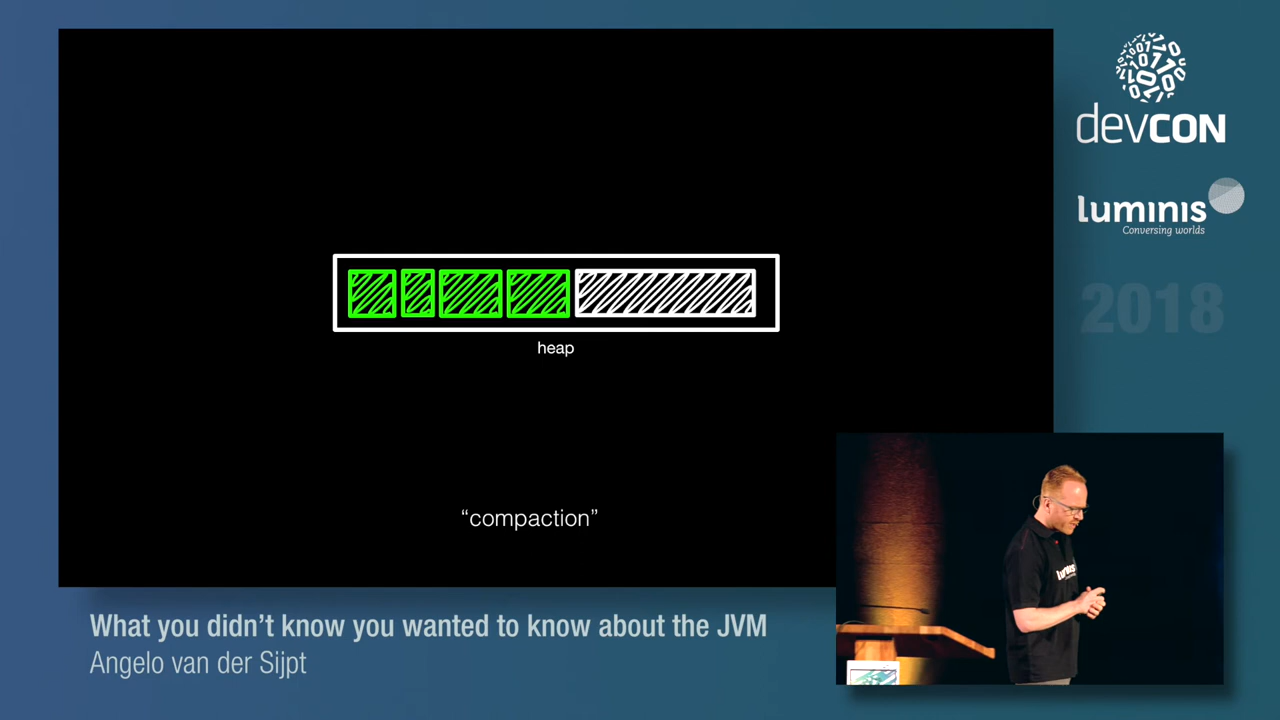 devCON
luminis
Conversing worlds
2018
heap
“compaction”
What you didn’t know you wanted to know about the JVM
Angelo van der Sijpt